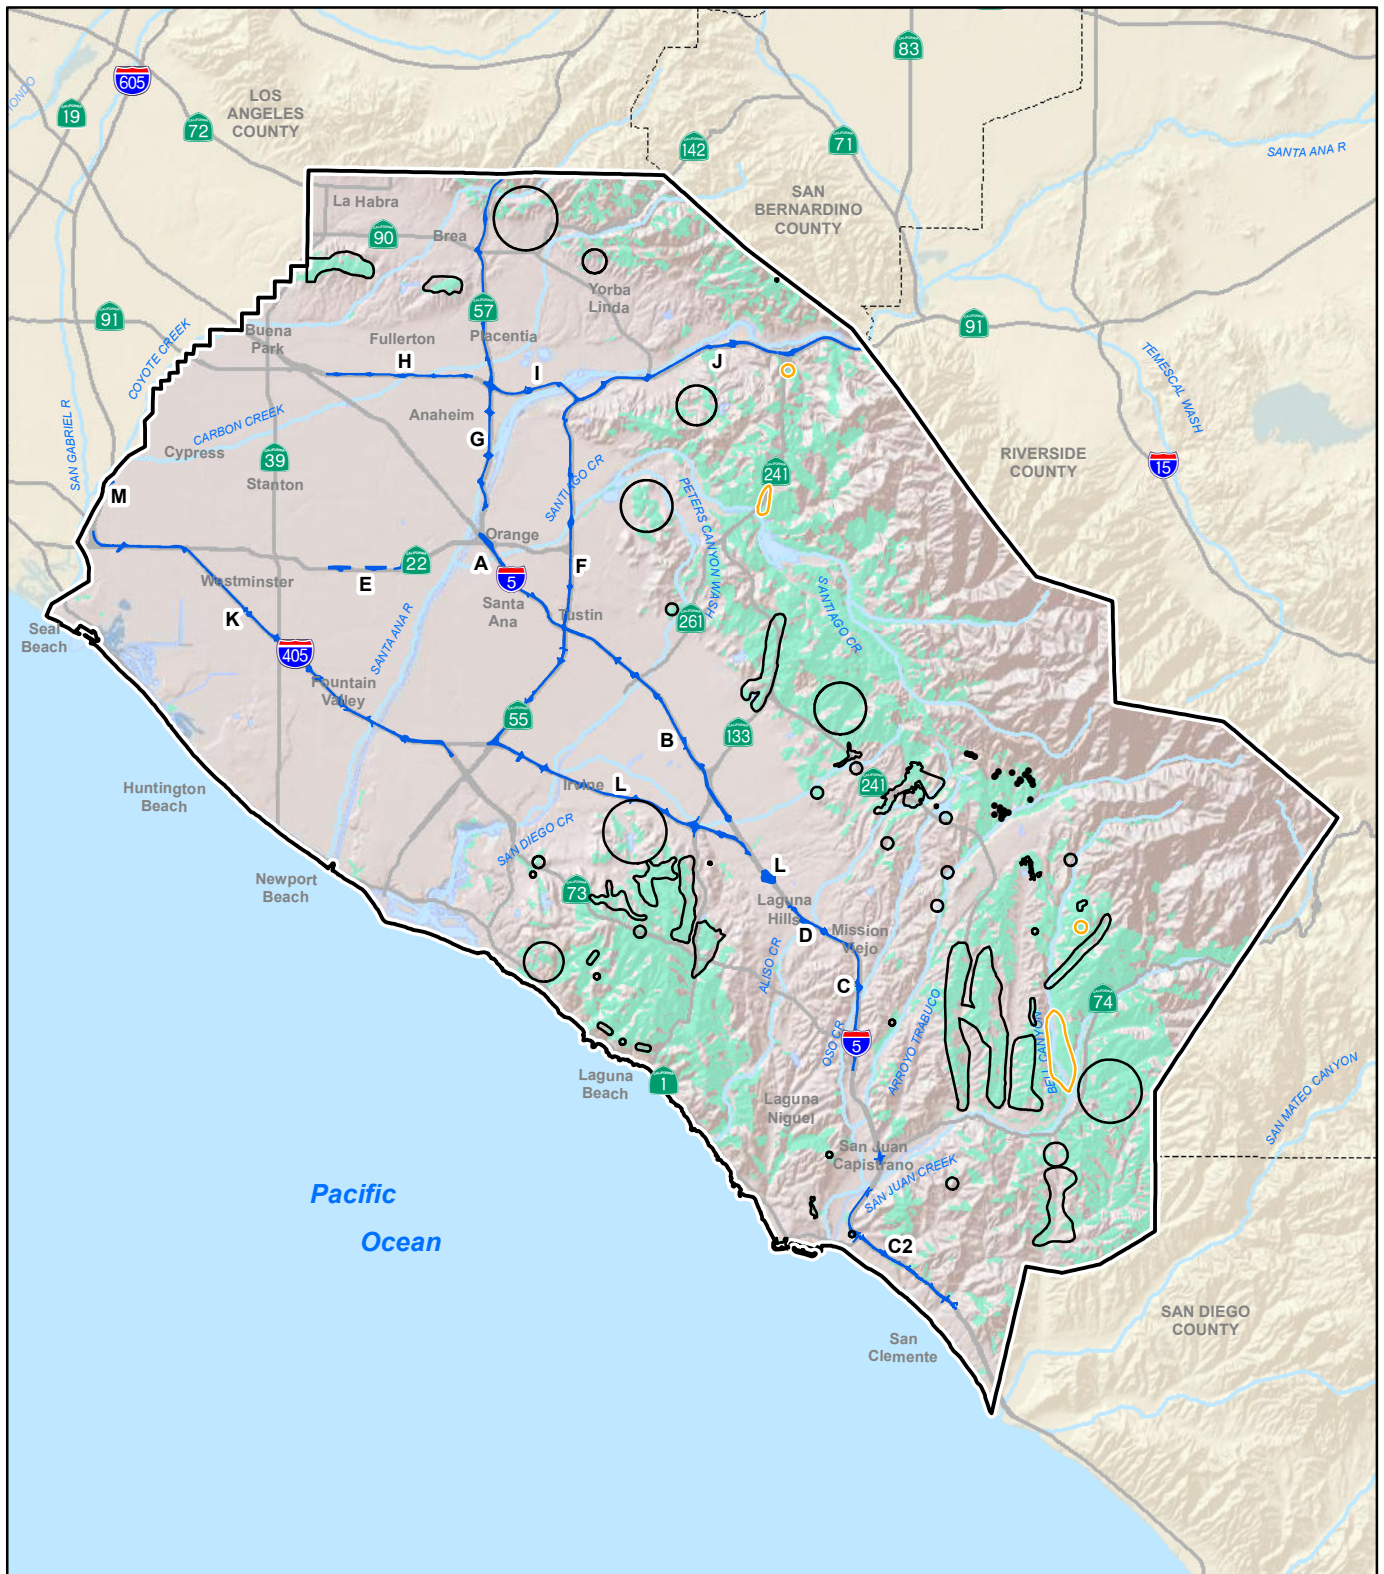 CALIFORNIA
83
605
LOS
ANGELES
COUNTY
19
72
CALIFORNIA
142
CALIFORNIA
71
SANTA ANA R
SAN
BERNARDINO
COUNTY
La Habra
90
Brea
Yorba
Linda
57
91
Buena
Park
Fullerton
Placentia
91
COYOTE CREEK
H
I
J
TEMESCAL WASH
SAN GABRIEL R
CARBON CREEK
Anaheim
G
Cypress
39
Stanton
SANTIAGO CR
PETERS CANYON WASH
241
RIVERSIDE
COUNTY
15
M
Orange
A
22
E
Westminster
5
F
Santa
Ana
Tustin
261
S SANTIAGO CR
K
Seal
Beach
405
SANTA ANA R
Fountain
Valley
55
B
133
Huntington
Beach
Irvine
L
241
SAN DIEGO CR
Newport
Beach
73
L
Laguna
Hills
D
Mission
Viejo
ALISO CR
C
74
OSO CR
5
ARROYO TRABUCO
BELL CANYON
Laguna
Beach
1
Laguna
Niguel
SAN MATEO CANYON
San Juan
Capistrano
SAN JUAN CREEK
Pacific
Ocean
C2
San
Clemente
SAN DIEGO
COUNTY